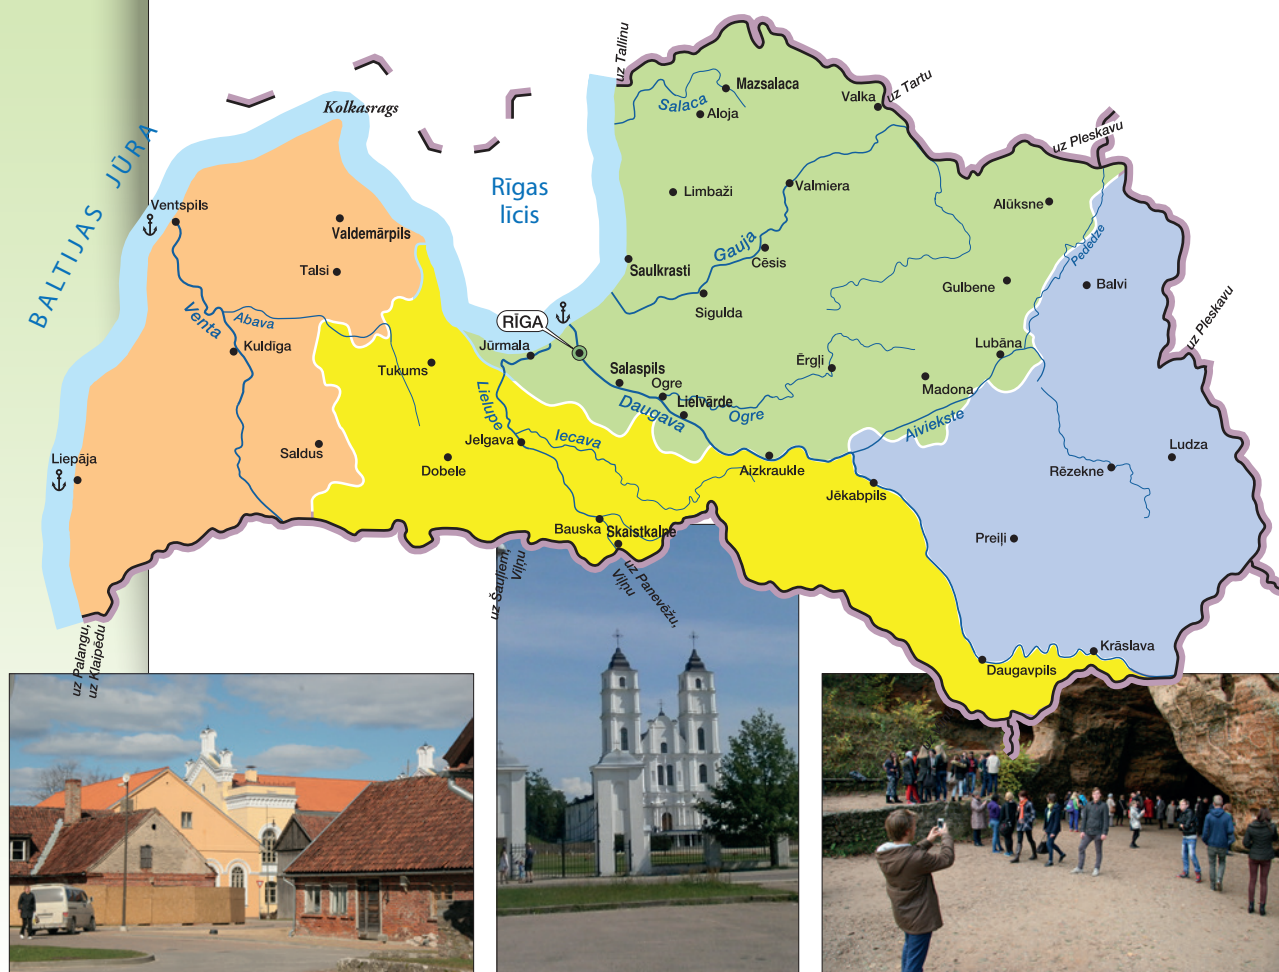 uz Tallinu
Mazsalaca
Salaca
Aloja
Valka
uz Tartu
Kolkasrags
uz Pleskavu
BALTIJAS JŪRA
Rīgas
līcis
Limbaži
Valmiera
Alūksne
Ventspils
Valdemārpils
Gauja
Cēsis
Pededze
Talsi
Saulkrasti
Gulbene
Balvi
Sigulda
Venta
Abava
RĪGA
uz Pleskavu
Kuldīga
Jūrmala
Lubāna
Tukums
Salaspils
Ērgļi
Ogre
Madona
Lielupe
Daugava
Lielvārde
Ogre
Aiviekste
Jelgava
Iecava
Ludza
Liepāja
Saldus
Dobele
Aizkraukle
Rēzekne
Jēkabpils
Bauska
Skaistkalne
Preiļi
uz Šauļiem,
Viļņu
uz Panevēžu,
Viļņu
uz Palangu,
uz Klaipēdu
Krāslava
Daugavpils